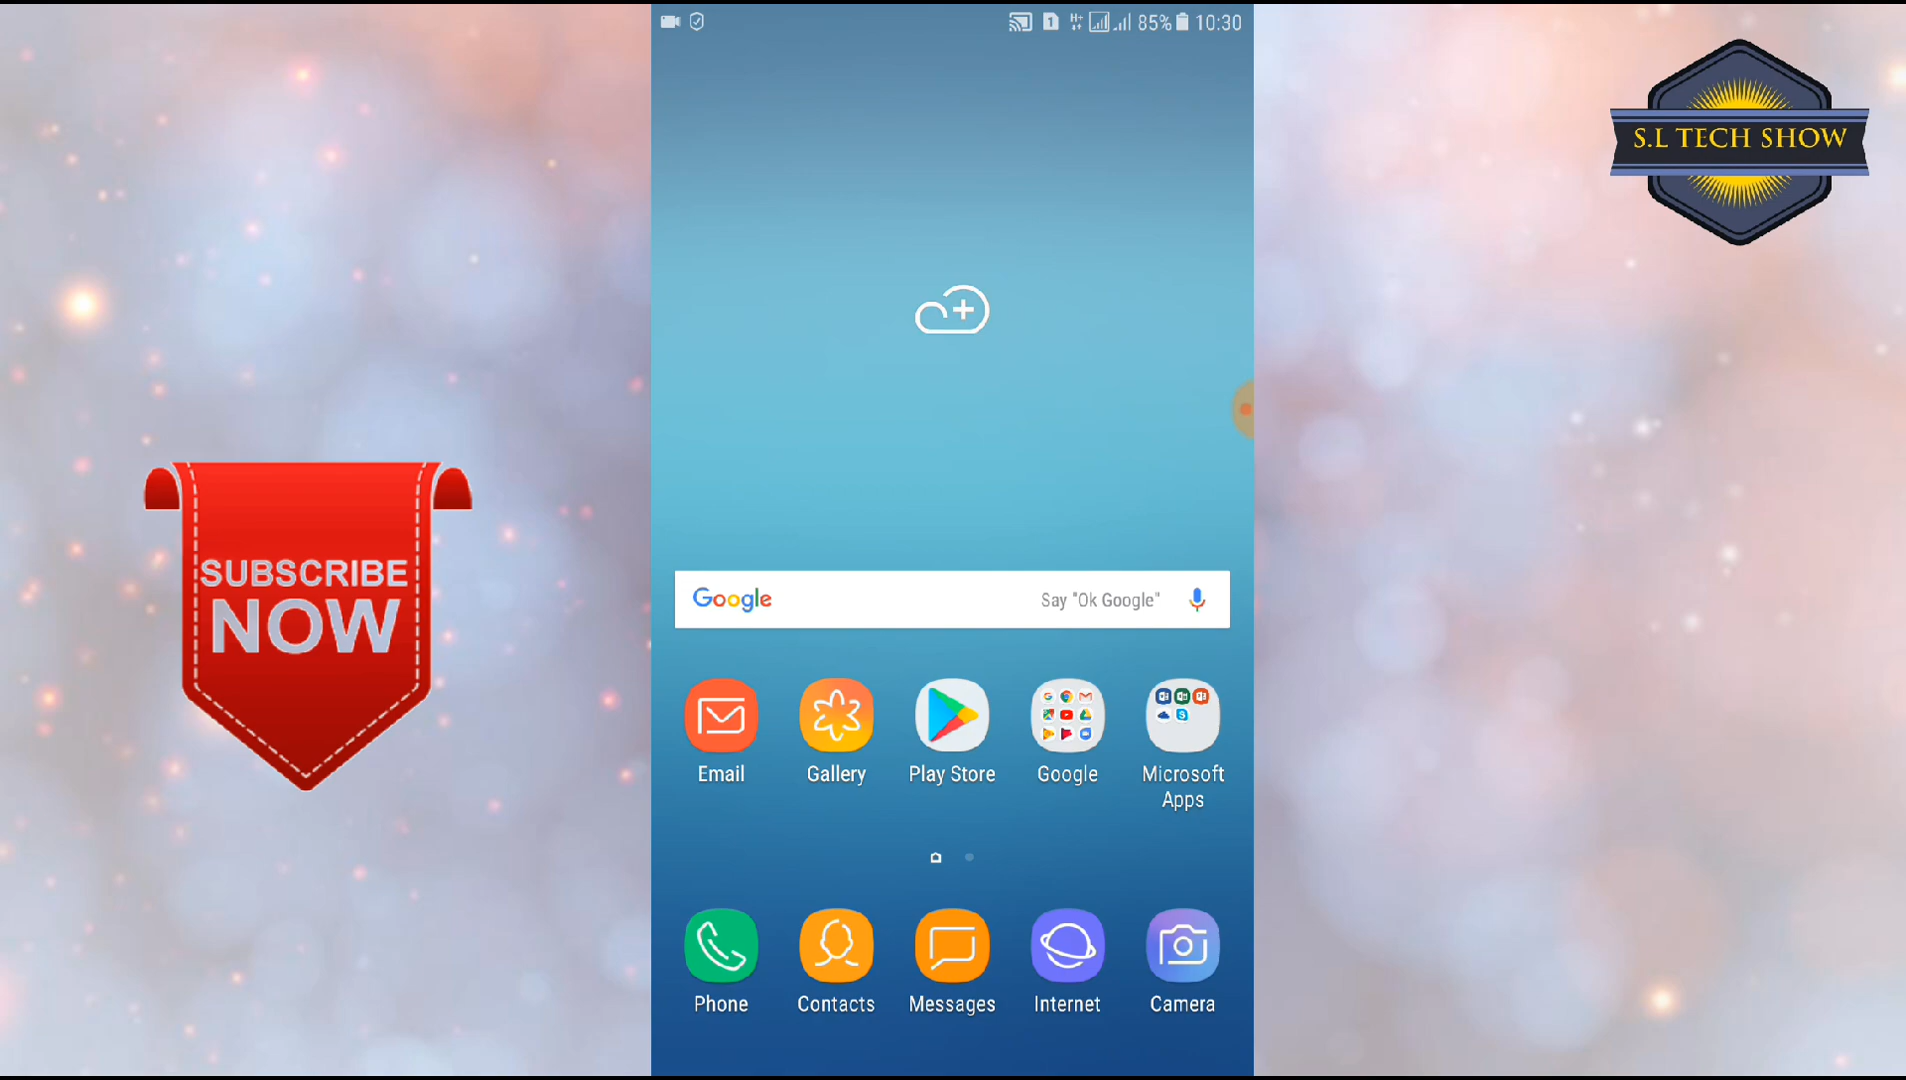 1 H+ 85% 10:30
S.L TECH SHOW
SUBSCRIBE
NOW
Google Say "Ok Google"
Email Gallery Play Store Google Microsoft
Apps
Phone Contacts Messages Internet Camera